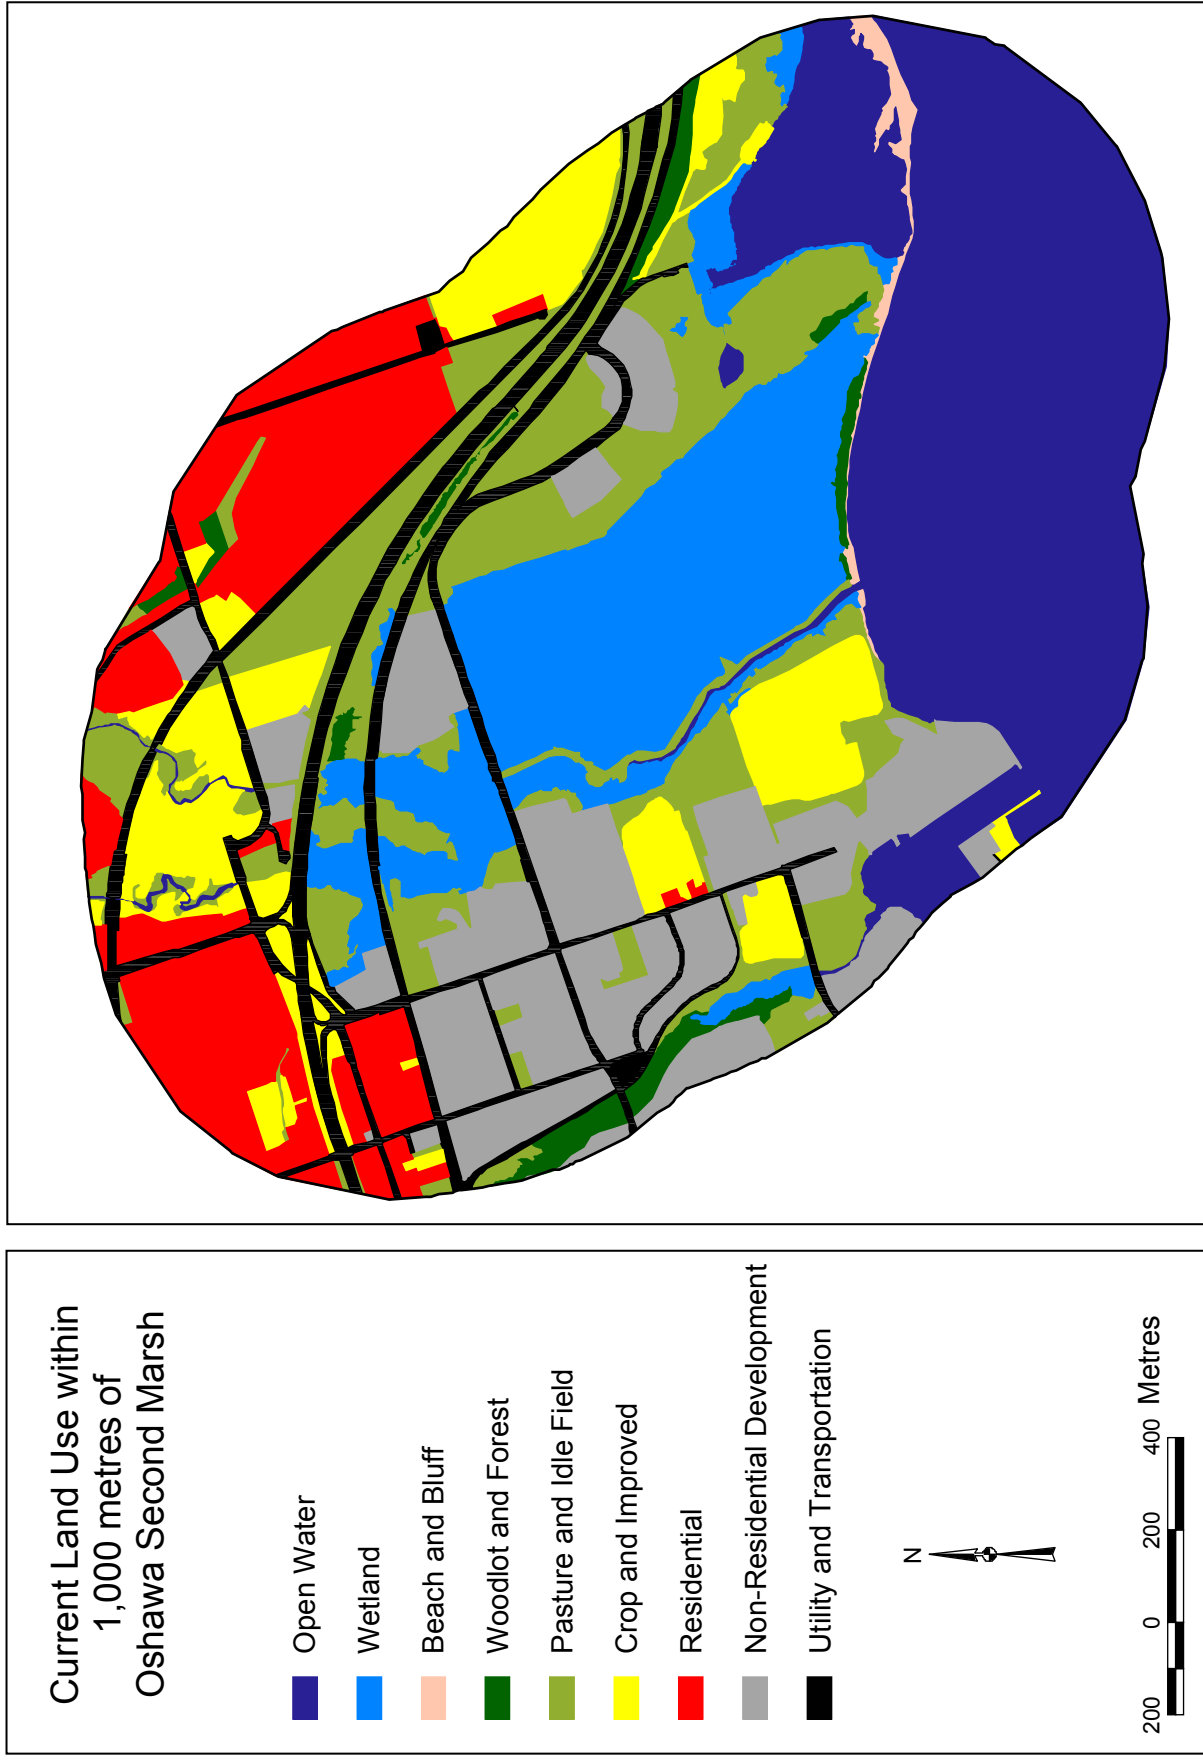 Current Land Use within
1,000 metres of
Oshawa Second Marsh
Open Water
Wetland
Beach and Bluff
Woodlot and Forest
Pasture and Idle Field
Crop and Improved
Residential
Non-Residential Development
Utility and Transportation
N
200 0 200 400 Metres